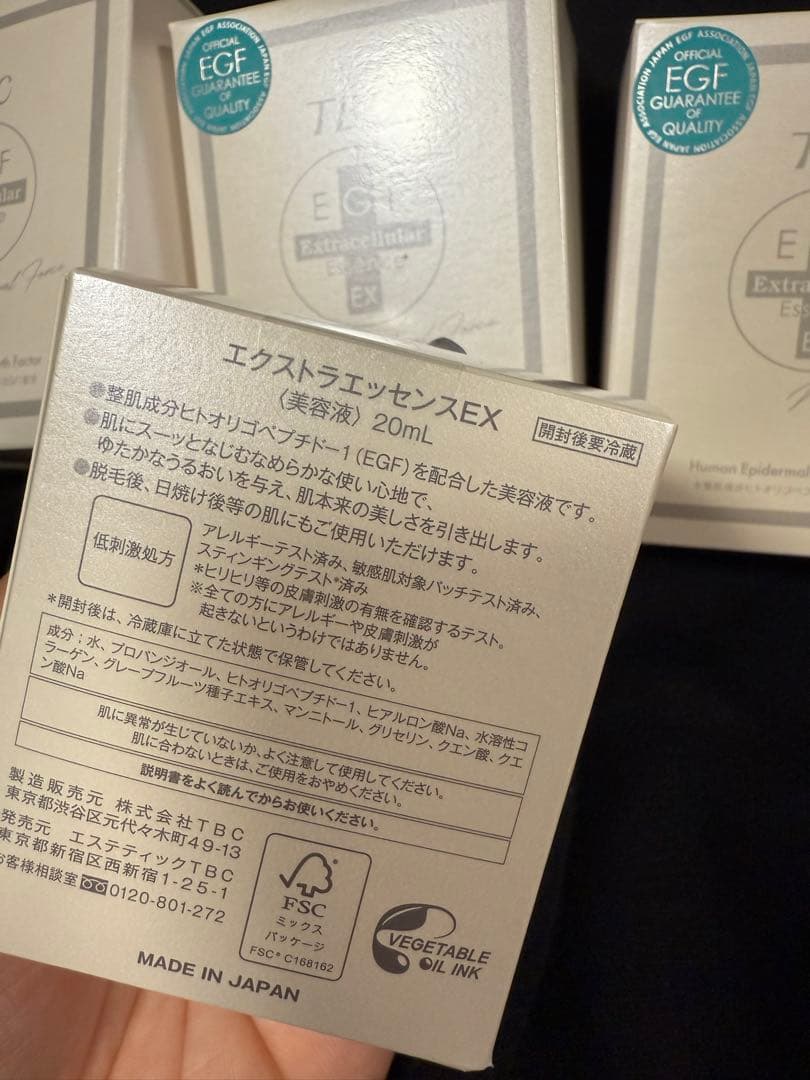 OFFICIAL
EGF
GUARANTEE
OF
QUALITY
JAPAN EGF ASSOCIATION
OFFICIAL
EGF
GUARANTEE
OF
QUALITY
EGF ASSOCIATION JAPAN
C
F
EGF
Extracellular
Essence
EX
T
E
Human Epidermal
エクストラエッセンスEX
〈美容液〉 20mL
開封後要冷蔵
整肌成分ヒトオリゴペプチドー1(EGF)を配合した美容液です。
肌にスーッとなじむなめらかな使い心地で、
ゆたかなうるおいを与え、肌本来の美しさを引き出します。
脱毛後、日焼け後等の肌にもご使用いただけます。
低刺激処方
アレルギーテスト済み、敏感肌対象パッチテスト済み、
スティンギングテスト*済み
*ヒリヒリ等の皮膚刺激の有無を確認するテスト。
※全ての方にアレルギーや皮膚刺激が
起きないというわけではありません。
*開封後は、冷蔵庫に立てた状態で保管してください。
成分;水、プロパンジオール、ヒトオリゴペプチドー1、ヒアルロン酸Na、水溶性コ
ラーゲン、グレープフルーツ種子エキス、マンニトール、グリセリン、クエン酸、クエ
ン酸Na
肌に異常が生じていないか、よく注意して使用してください。
肌に合わないときは、ご使用をおやめください。
説明書をよく読んでからお使いください。
製造販売元 株式会社TBC
東京都渋谷区元代々木町49-13
発売元 エステティックTBC
東京都新宿区西新宿1-25-1
お客様相談室 0120-801-272
FSC
ミックス
パッケージ
FSC® C168162
VEGETABLE
OIL INK
MADE IN JAPAN